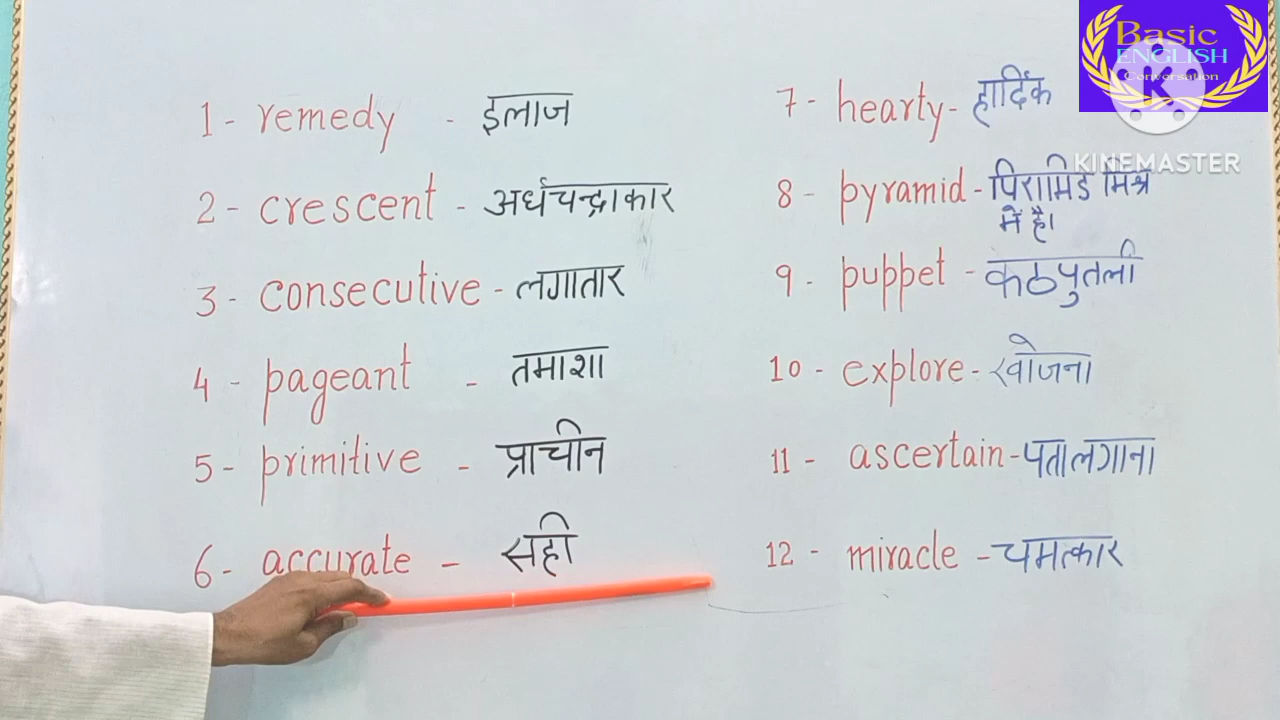 1 - remedy - इलाज
2 - crescent - अर्धचन्द्राकार
3 - consecutive - लगातार
4 - pageant - तमाशा
5 - primitive - प्राचीन
6 - accurate - सही
7 - hearty - हार्दिक
8 - pyramid - पिरामिड मिश्र
में है।
9 - puppet - कठपुतली
10 - explore - खोजना
11 - ascertain - पता लगाना
12 - miracle - चमत्कार
Basic
ENGLISH
Conversation
K
KINEMASTER